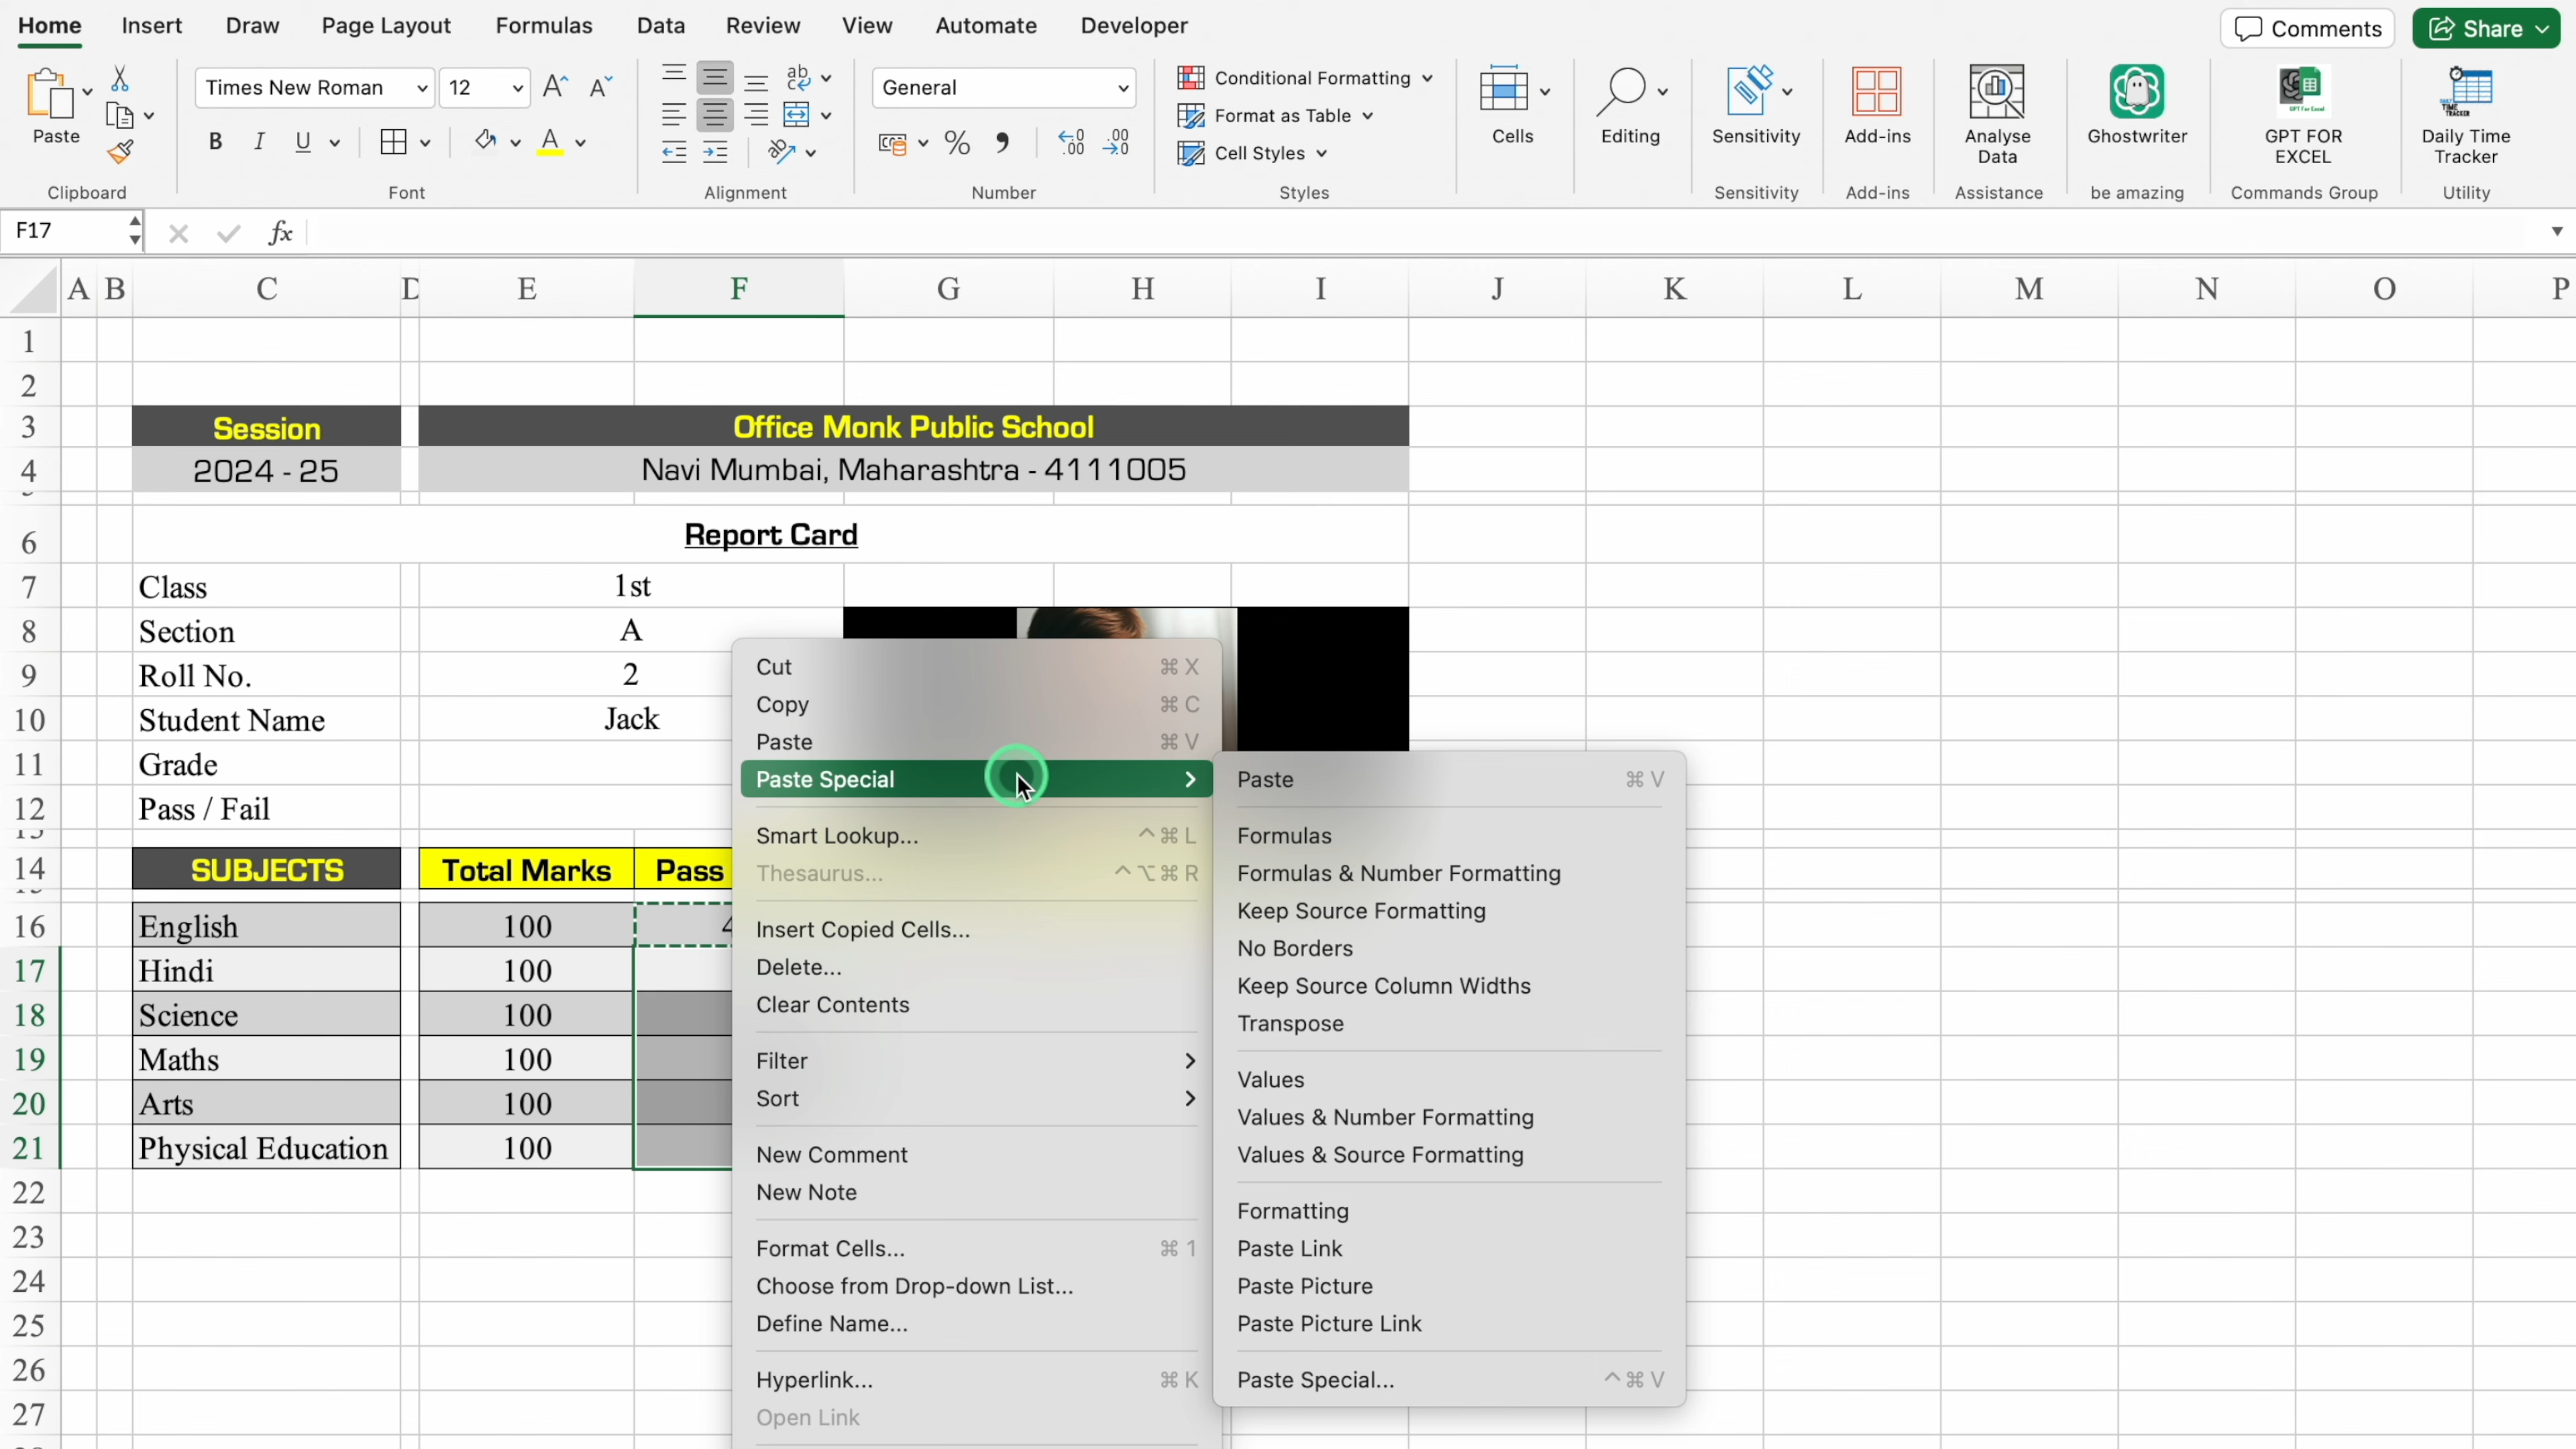 Home Insert Draw Page Layout Formulas Data Review View Automate Developer Comments Share
Paste Times New Roman 12 General Conditional Formatting Cells Editing Sensitivity Add-ins Analyse Data Ghostwriter GPT FOR EXCEL Daily Time Tracker
Format as Table
B I U A % Cell Styles
Clipboard Font Alignment Number Styles Sensitivity Add-ins Assistance be amazing Commands Group Utility
F17 fx
A B C D E F G H I J K L M N O P
1
2
3 Session Office Monk Public School
4 2024 - 25 Navi Mumbai, Maharashtra - 4111005
6 Report Card
7 Class 1st
8 Section A
9 Roll No. 2
10 Student Name Jack
11 Grade
12 Pass / Fail
14 SUBJECTS Total Marks Pass
16 English 100
17 Hindi 100
18 Science 100
19 Maths 100
20 Arts 100
21 Physical Education 100
22
23
24
25
26
27
Cut ⌘ X
Copy ⌘ C
Paste ⌘ V
Paste Special
Smart Lookup... ^ ⌘ L
Thesaurus... ^ ⌥ ⌘ R
Insert Copied Cells...
Delete...
Clear Contents
Filter
Sort
New Comment
New Note
Format Cells... ⌘ 1
Choose from Drop-down List...
Define Name...
Hyperlink... ⌘ K
Open Link
Paste ⌘ V
Formulas
Formulas & Number Formatting
Keep Source Formatting
No Borders
Keep Source Column Widths
Transpose
Values
Values & Number Formatting
Values & Source Formatting
Formatting
Paste Link
Paste Picture
Paste Picture Link
Paste Special... ^ ⌘ V